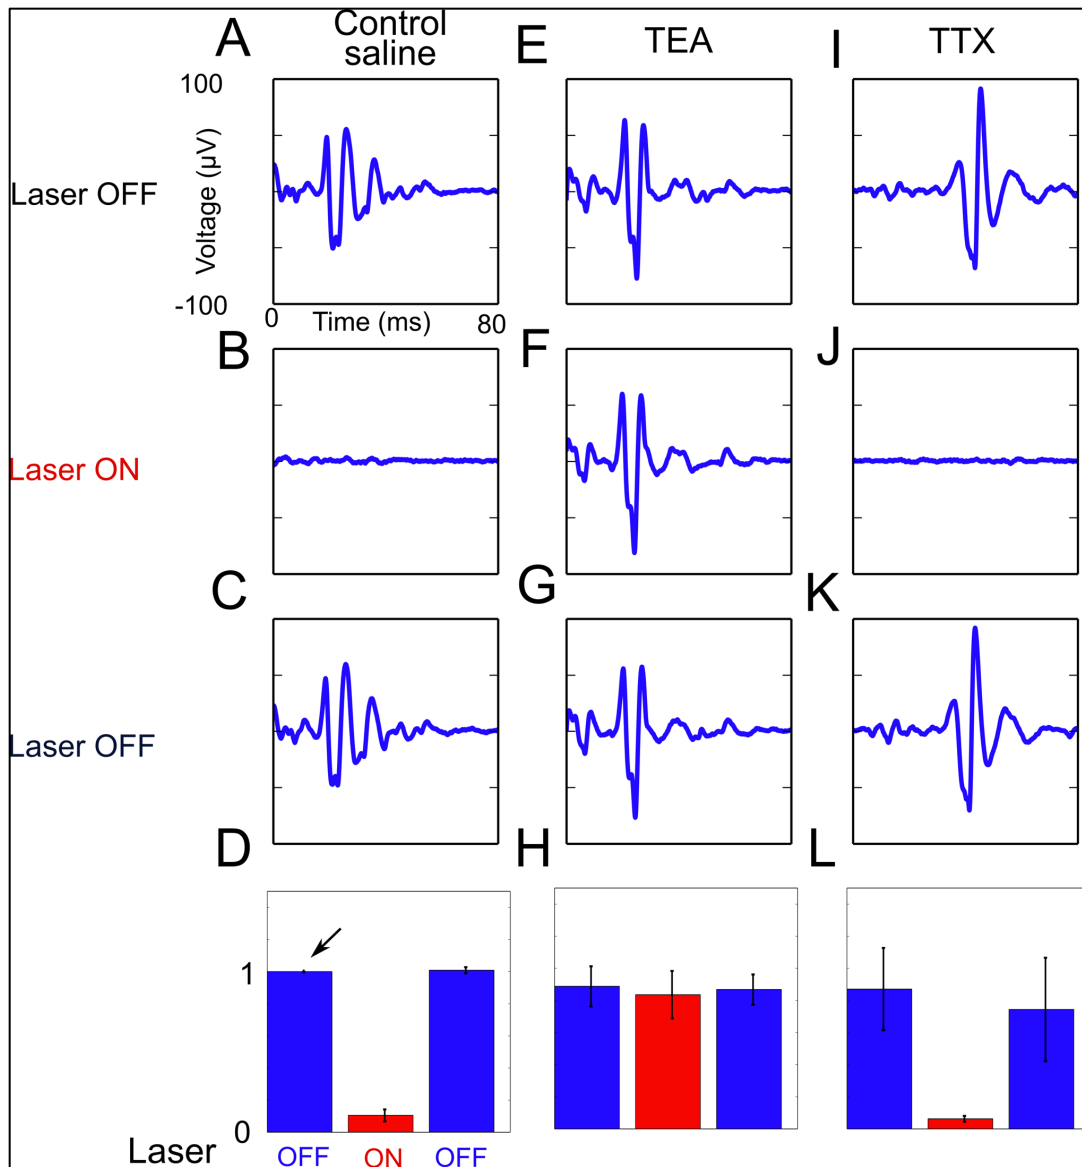 A
Control
saline
E
TEA
I
TTX
100
Voltage (µV)
-100
Laser OFF
0
Time (ms)
80
B
F
J
Laser ON
C
G
K
Laser OFF
D
H
L
1
0
Laser
OFF
ON
OFF